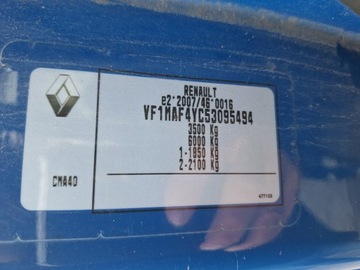 RENAULT
e2*2007/46*0016
VF1MAF4YC53095494
3500 Kg
6000 Kg
1-1850 Kg
2-2100 Kg
CMA40